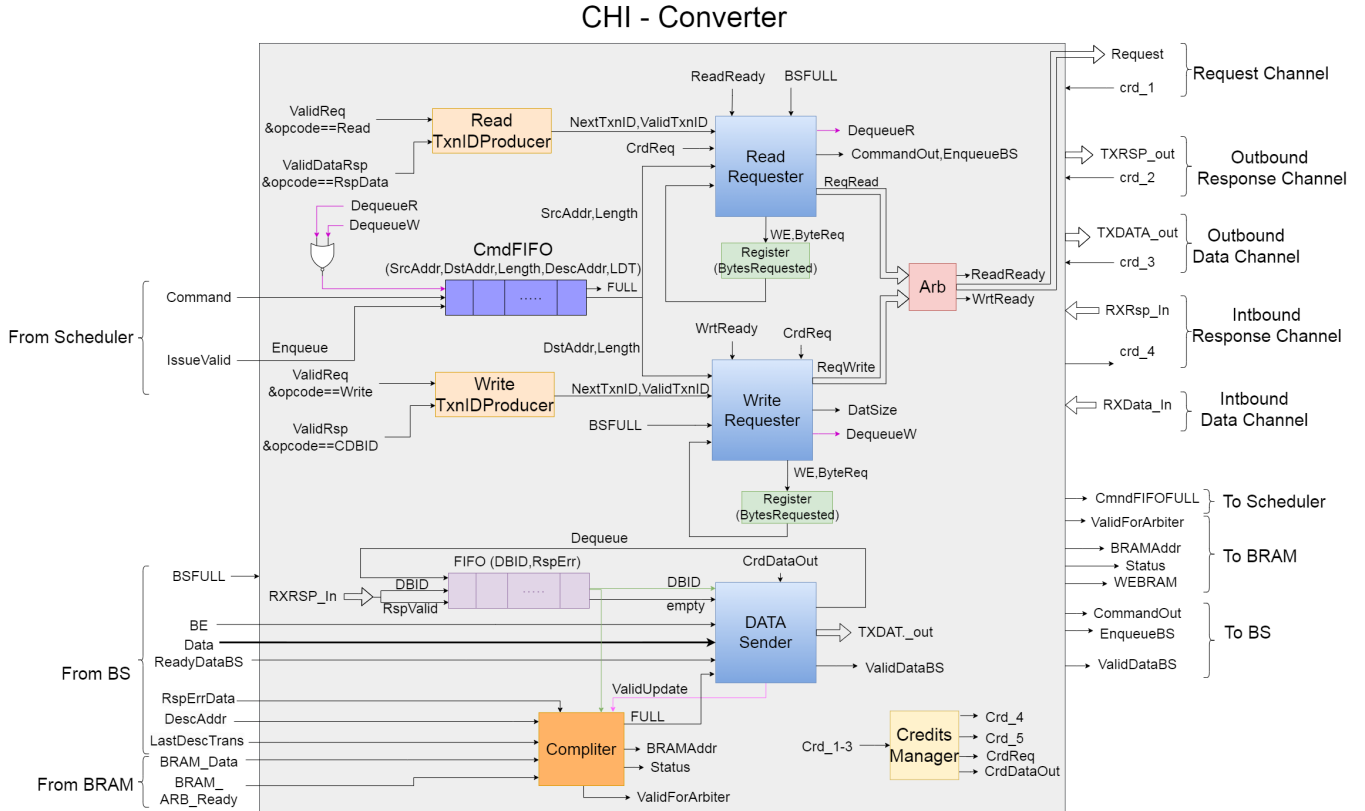 CHI - Converter
ReadReady
BSFULL
Request
crd_1
Request Channel
ValidReq
&opcode==Read
Read
TxnIDProducer
NextTxnID,ValidTxnID
CrdReq
Read
Requester
DequeueR
CommandOut,EnqueueBS
ValidDataRsp
&opcode==RspData
TXRSP_out
crd_2
Outbound
Response Channel
ReqRead
DequeueR
DequeueW
SrcAddr,Length
WE,ByteReq
TXDATA_out
crd_3
Outbound
Data Channel
CmdFIFO
(SrcAddr,DstAddr,Length,DescAddr,LDT)
Register
(BytesRequested)
FULL
.....
Arb
ReadReady
WrtReady
From Scheduler
Command
IssueValid
Enqueue
RXRsp_In
crd_4
Intbound
Response Channel
WrtReady
CrdReq
DstAddr,Length
ReqWrite
ValidReq
&opcode==Write
Write
TxnIDProducer
NextTxnID,ValidTxnID
Write
Requester
DatSize
DequeueW
BSFULL
ValidRsp
&opcode==CDBID
RXData_In
Intbound
Data Channel
WE,ByteReq
Register
(BytesRequested)
CmndFIFOFULL
To Scheduler
ValidForArbiter
BRAMAddr
Status
WEBRAM
To BRAM
Dequeue
FIFO (DBID,RspErr)
CrdDataOut
BSFULL
RXRSP_In
DBID
RspValid
.....
DBID
empty
DATA
Sender
TXDAT._out
ValidDataBS
CommandOut
EnqueueBS
ValidDataBS
To BS
From BS
BE
Data
ReadyDataBS
RspErrData
DescAddr
LastDescTrans
ValidUpdate
FULL
Compliter
BRAMAddr
Status
ValidForArbiter
From BRAM
BRAM_Data
BRAM_
ARB_Ready
Crd_1-3
Credits
Manager
Crd_4
Crd_5
CrdReq
CrdDataOut